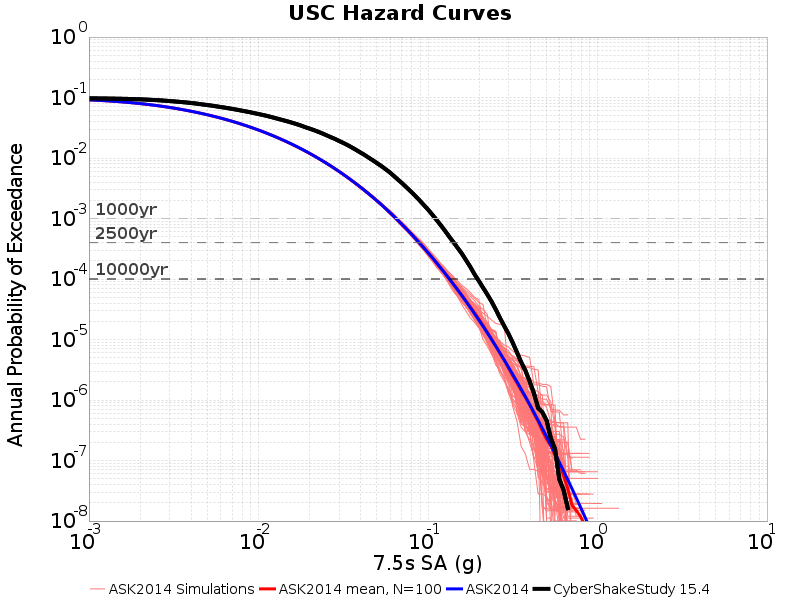 USC Hazard Curves
Annual Probability of Exceedance
10^0
10^-1
10^-2
10^-3
10^-4
10^-5
10^-6
10^-7
10^-8
1000yr
2500yr
10000yr
10^-3 10^-2 10^-1 10^0 10^1
7.5s SA (g)
ASK2014 Simulations ASK2014 mean, N=100 ASK2014 CyberShakeStudy 15.4